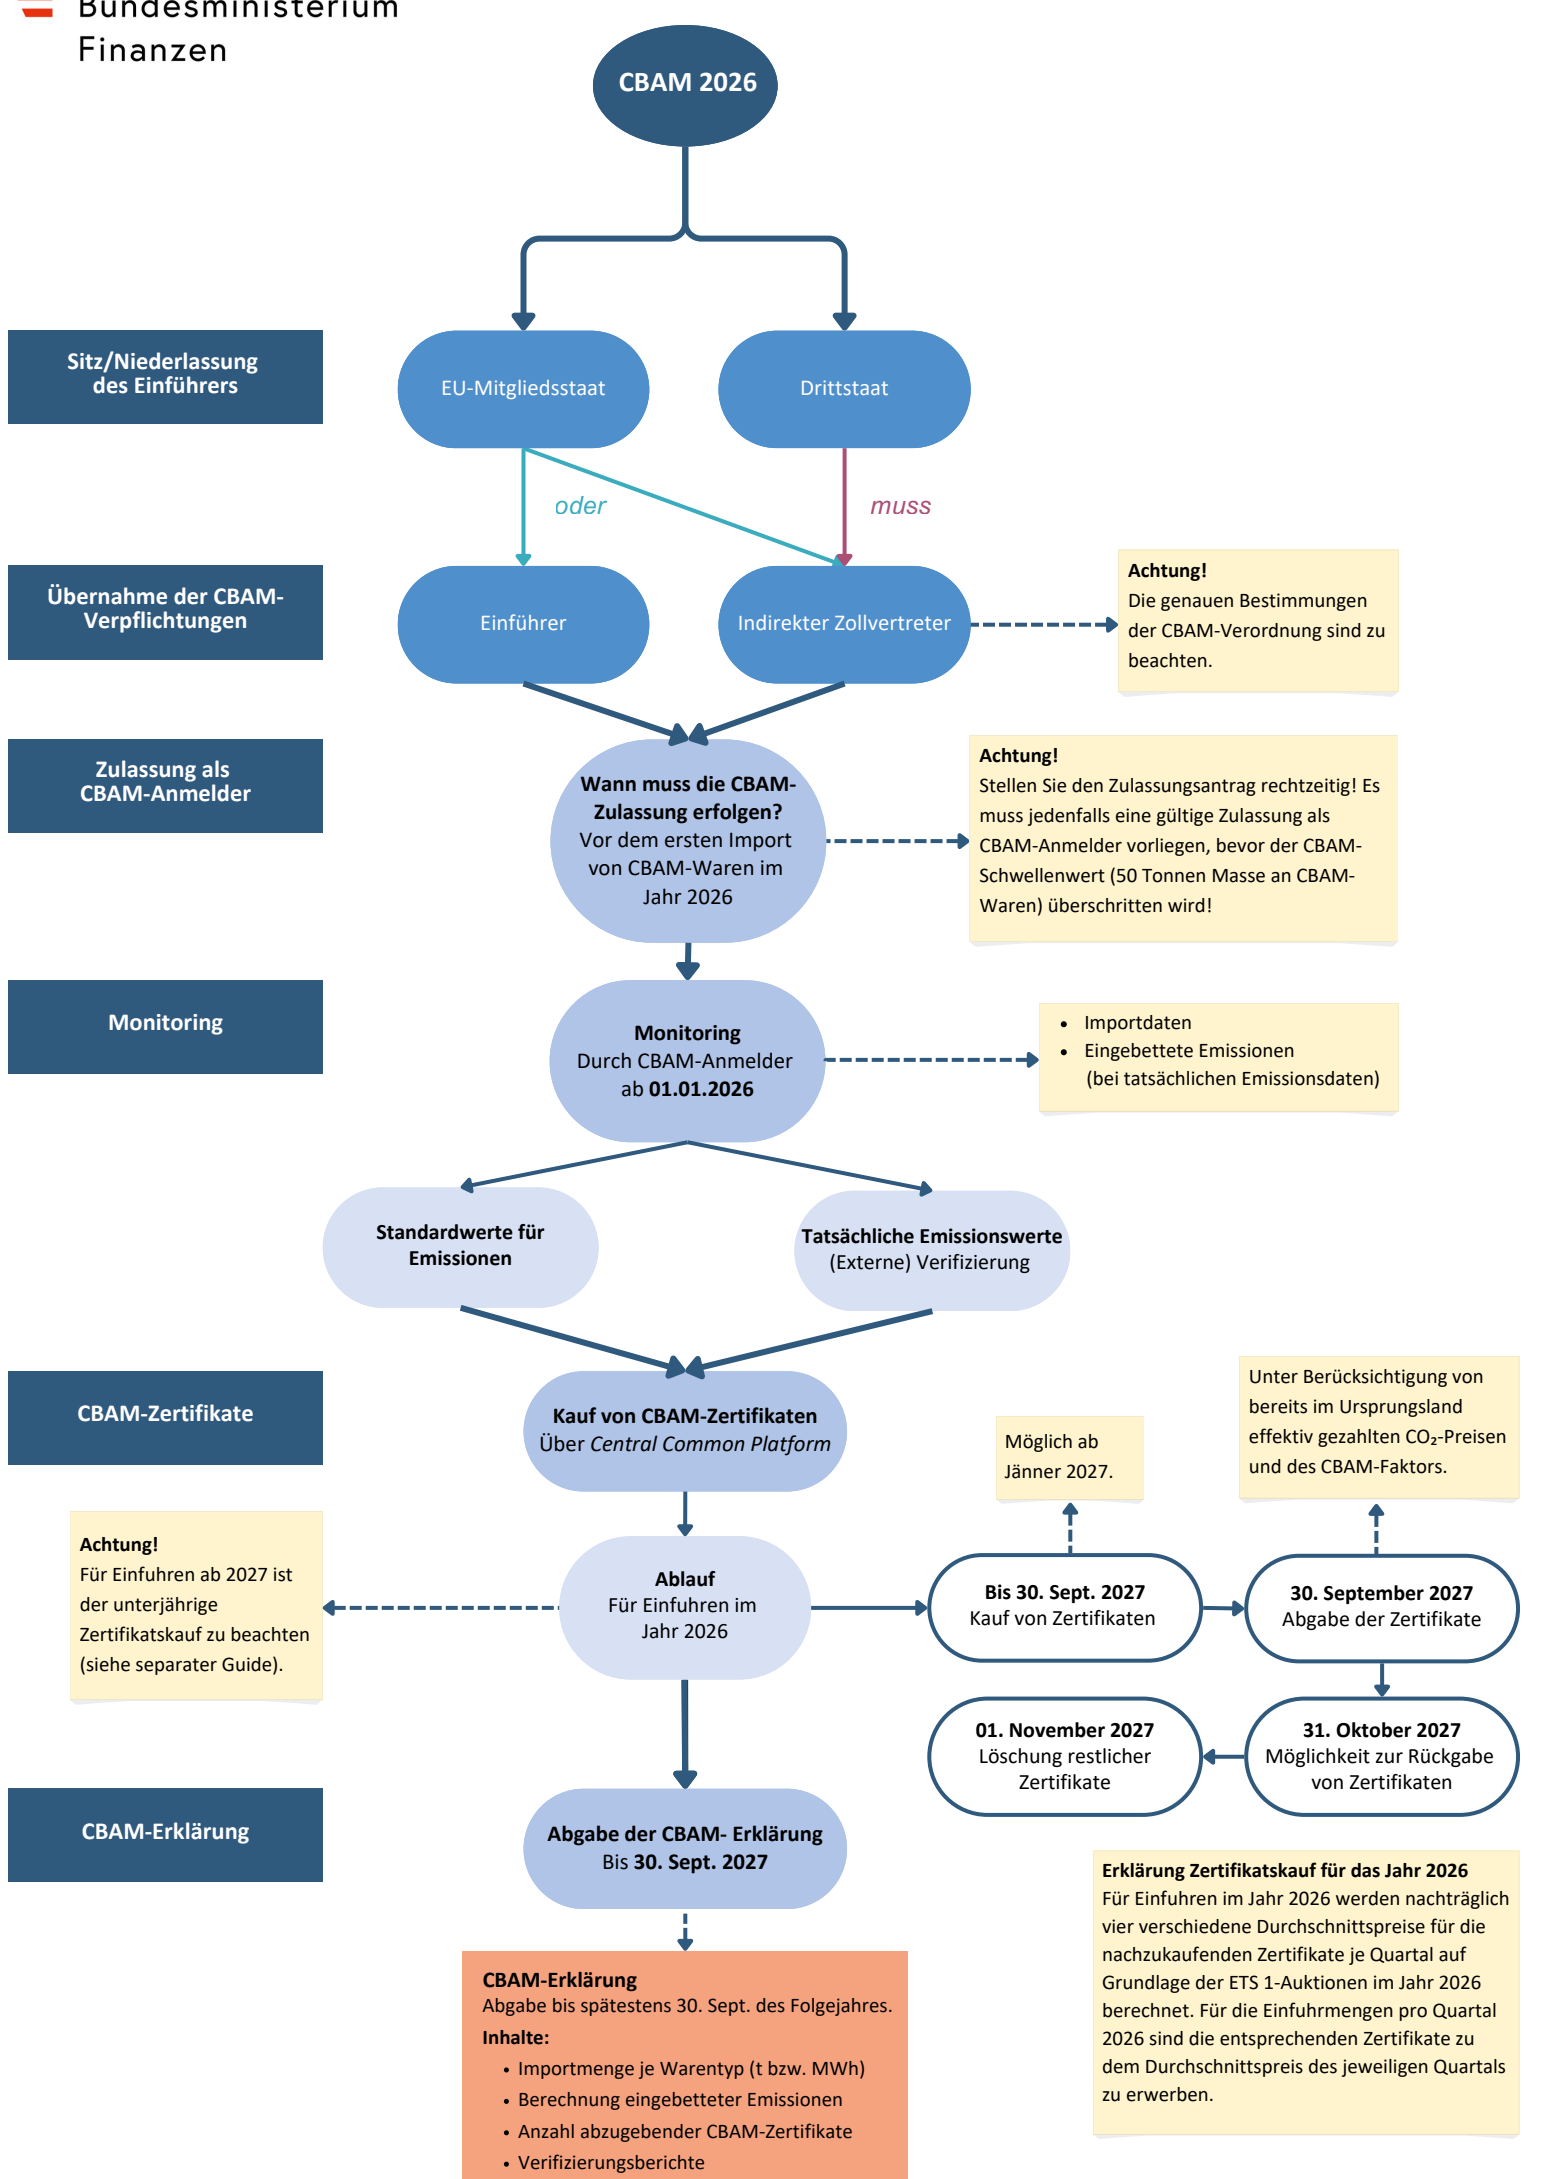 Bundesministerium
Finanzen
CBAM 2026
Sitz/Niederlassung
des Einführers
EU-Mitgliedsstaat
Drittstaat
oder
muss
Übernahme der CBAM-
Verpflichtungen
Einführer
Indirekter Zollvertreter
Achtung!
Die genauen Bestimmungen
der CBAM-Verordnung sind zu
beachten.
Zulassung als
CBAM-Anmelder
Wann muss die CBAM-
Zulassung erfolgen?
Vor dem ersten Import
von CBAM-Waren im
Jahr 2026
Achtung!
Stellen Sie den Zulassungsantrag rechtzeitig! Es
muss jedenfalls eine gültige Zulassung als
CBAM-Anmelder vorliegen, bevor der CBAM-
Schwellenwert (50 Tonnen Masse an CBAM-
Waren) überschritten wird!
Monitoring
Monitoring
Durch CBAM-Anmelder
ab 01.01.2026
• Importdaten
• Eingebettete Emissionen
(bei tatsächlichen Emissionsdaten)
Standardwerte für
Emissionen
Tatsächliche Emissionswerte
(Externe) Verifizierung
CBAM-Zertifikate
Kauf von CBAM-Zertifikaten
Über Central Common Platform
Möglich ab
Jänner 2027.
Unter Berücksichtigung von
bereits im Ursprungsland
effektiv gezahlten CO₂-Preisen
und des CBAM-Faktors.
Achtung!
Für Einfuhren ab 2027 ist
der unterjährige
Zertifikatskauf zu beachten
(siehe separater Guide).
Ablauf
Für Einfuhren im
Jahr 2026
Bis 30. Sept. 2027
Kauf von Zertifikaten
30. September 2027
Abgabe der Zertifikate
01. November 2027
Löschung restlicher
Zertifikate
31. Oktober 2027
Möglichkeit zur Rückgabe
von Zertifikaten
CBAM-Erklärung
Abgabe der CBAM- Erklärung
Bis 30. Sept. 2027
Erklärung Zertifikatskauf für das Jahr 2026
Für Einfuhren im Jahr 2026 werden nachträglich
vier verschiedene Durchschnittspreise für die
nachzukaufenden Zertifikate je Quartal auf
Grundlage der ETS 1-Auktionen im Jahr 2026
berechnet. Für die Einfuhrmengen pro Quartal
2026 sind die entsprechenden Zertifikate zu
dem Durchschnittspreis des jeweiligen Quartals
zu erwerben.
CBAM-Erklärung
Abgabe bis spätestens 30. Sept. des Folgejahres.
Inhalte:
• Importmenge je Warentyp (t bzw. MWh)
• Berechnung eingebetteter Emissionen
• Anzahl abzugebender CBAM-Zertifikate
• Verifizierungsberichte